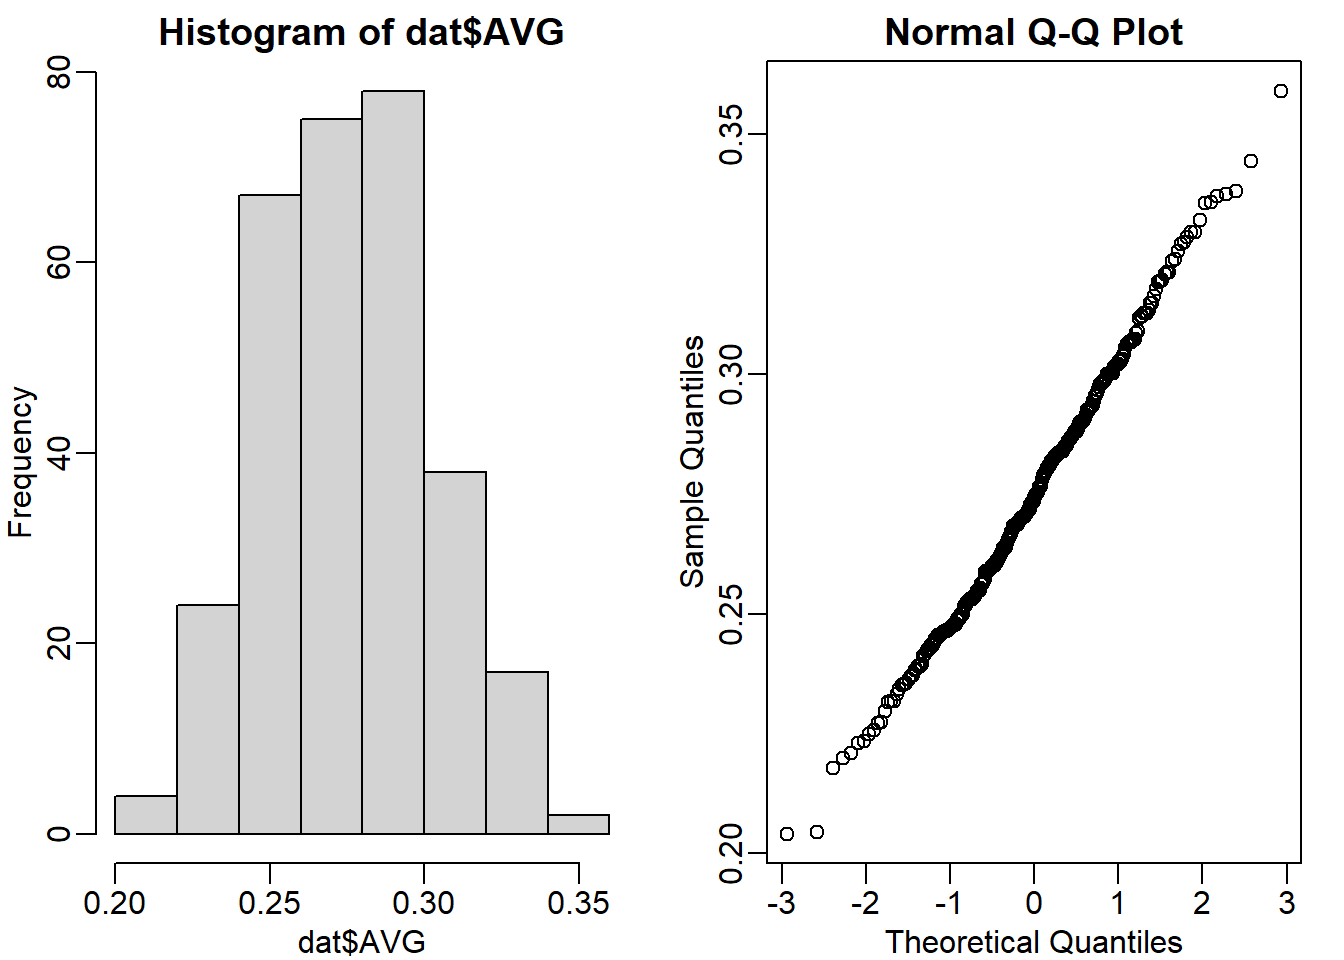 Histogram of dat$AVG
Frequency
0
20
40
60
80
0.20 0.25 0.30 0.35
dat$AVG
Normal Q-Q Plot
Sample Quantiles
0.20
0.25
0.30
0.35
-3 -2 -1 0 1 2 3
Theoretical Quantiles